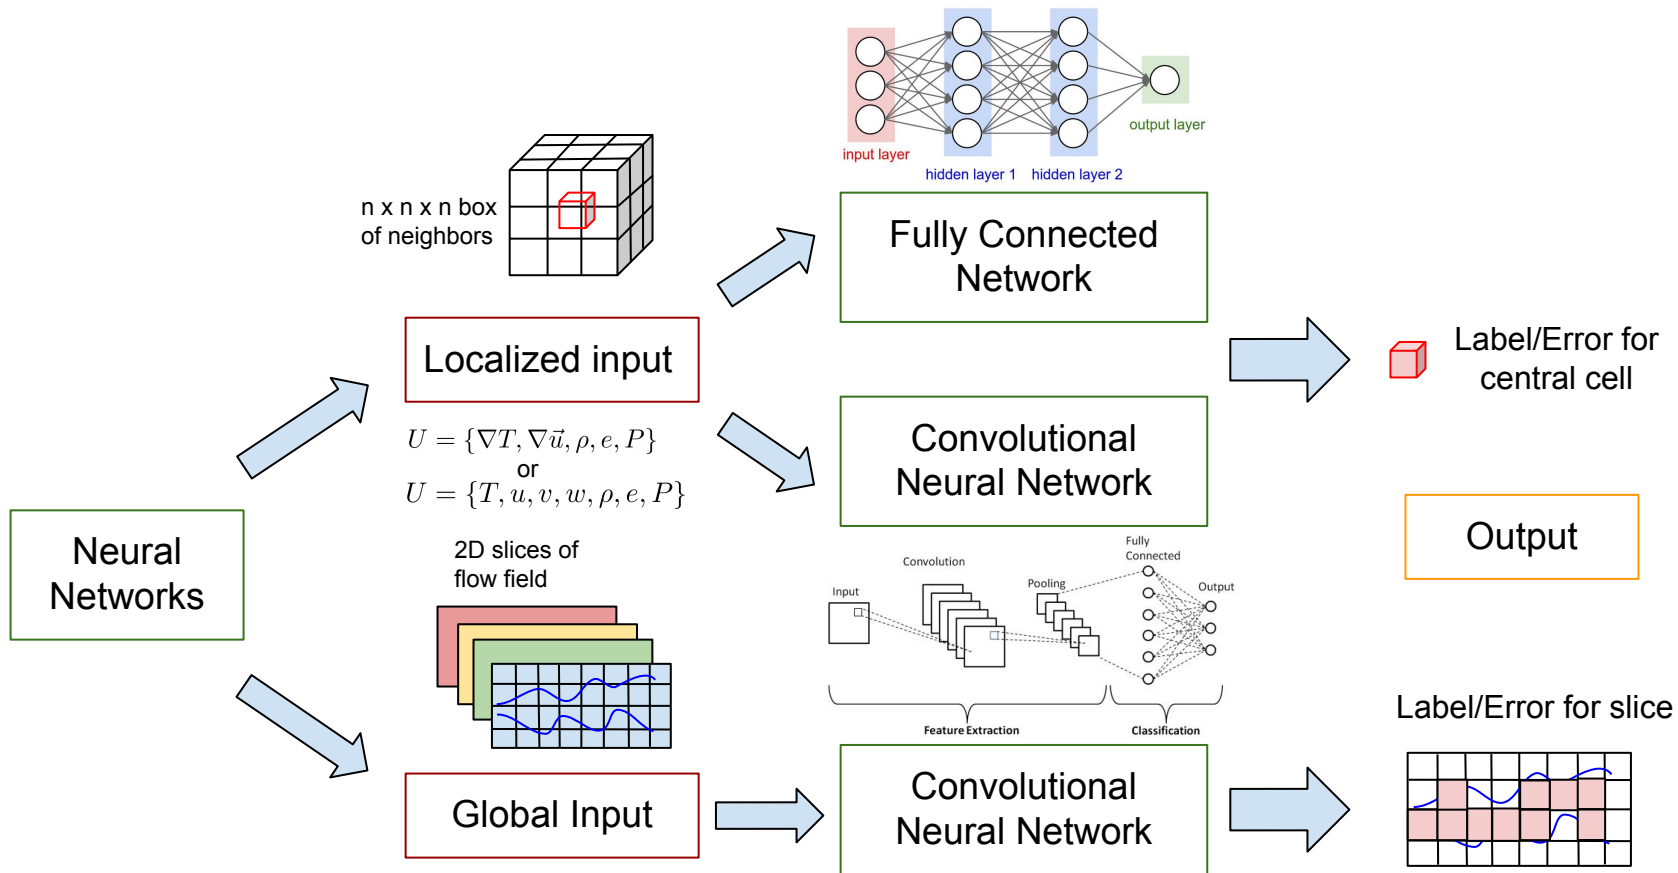 input layer
hidden layer 1
hidden layer 2
output layer
n x n x n box
of neighbors
Fully Connected
Network
Localized input
U = {∇T, ∇u⃗, ρ, e, P}
or
U = {T, u, v, w, ρ, e, P}
Convolutional
Neural Network
Label/Error for
central cell
Neural
Networks
Output
2D slices of
flow field
Input
Convolution
Pooling
Fully
Connected
Output
Feature Extraction
Classification
Global Input
Convolutional
Neural Network
Label/Error for slice